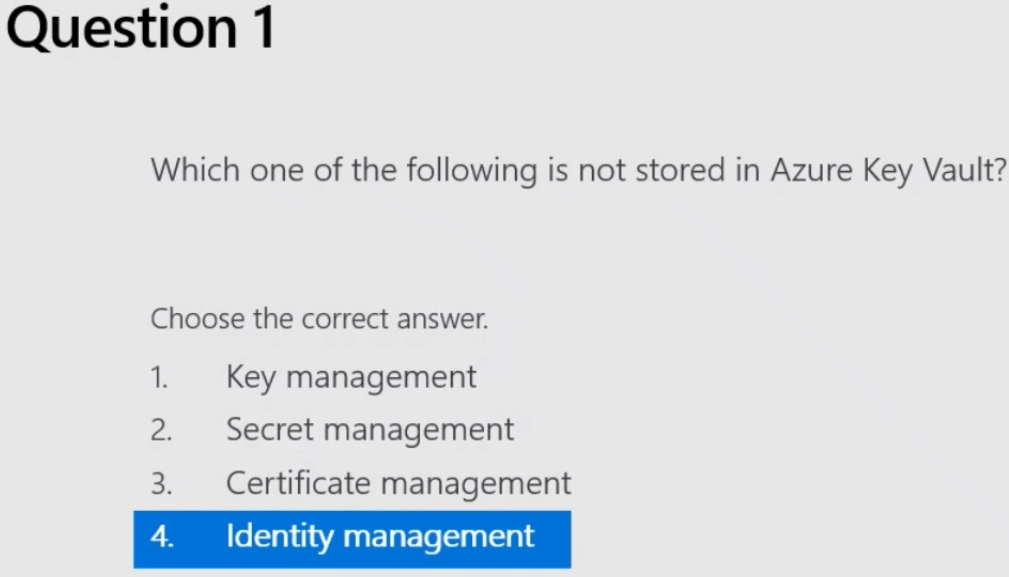 Question 1
Which one of the following is not stored in Azure Key Vault?
Choose the correct answer.
1. Key management
2. Secret management
3. Certificate management
4. Identity management